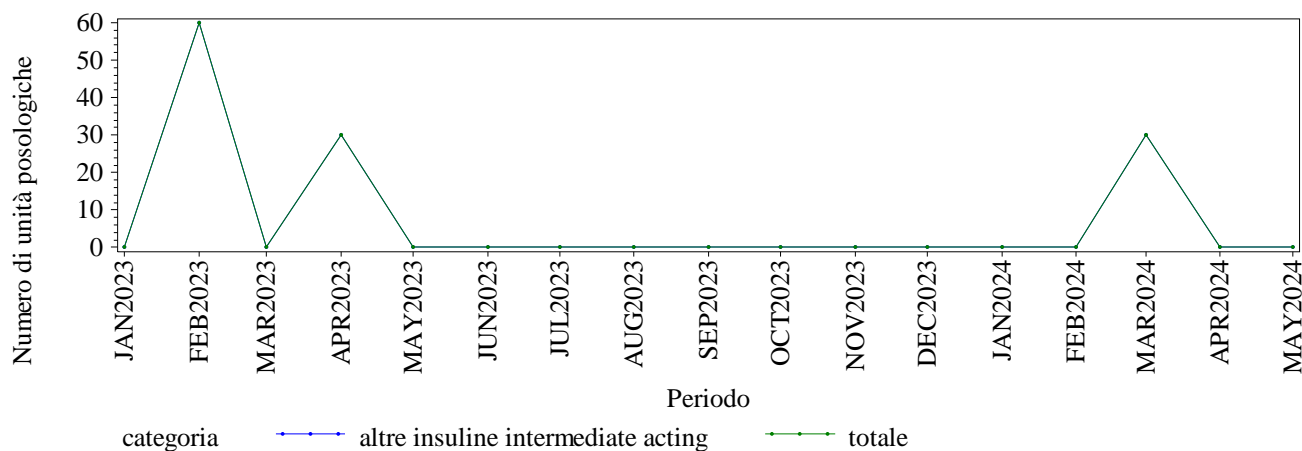 Numero di unità posologiche
60
50
40
30
20
10
0
JAN2023
FEB2023
MAR2023
APR2023
MAY2023
JUN2023
JUL2023
AUG2023
SEP2023
OCT2023
NOV2023
DEC2023
JAN2024
FEB2024
MAR2024
APR2024
MAY2024
Periodo
categoria altre insuline intermediate acting totale